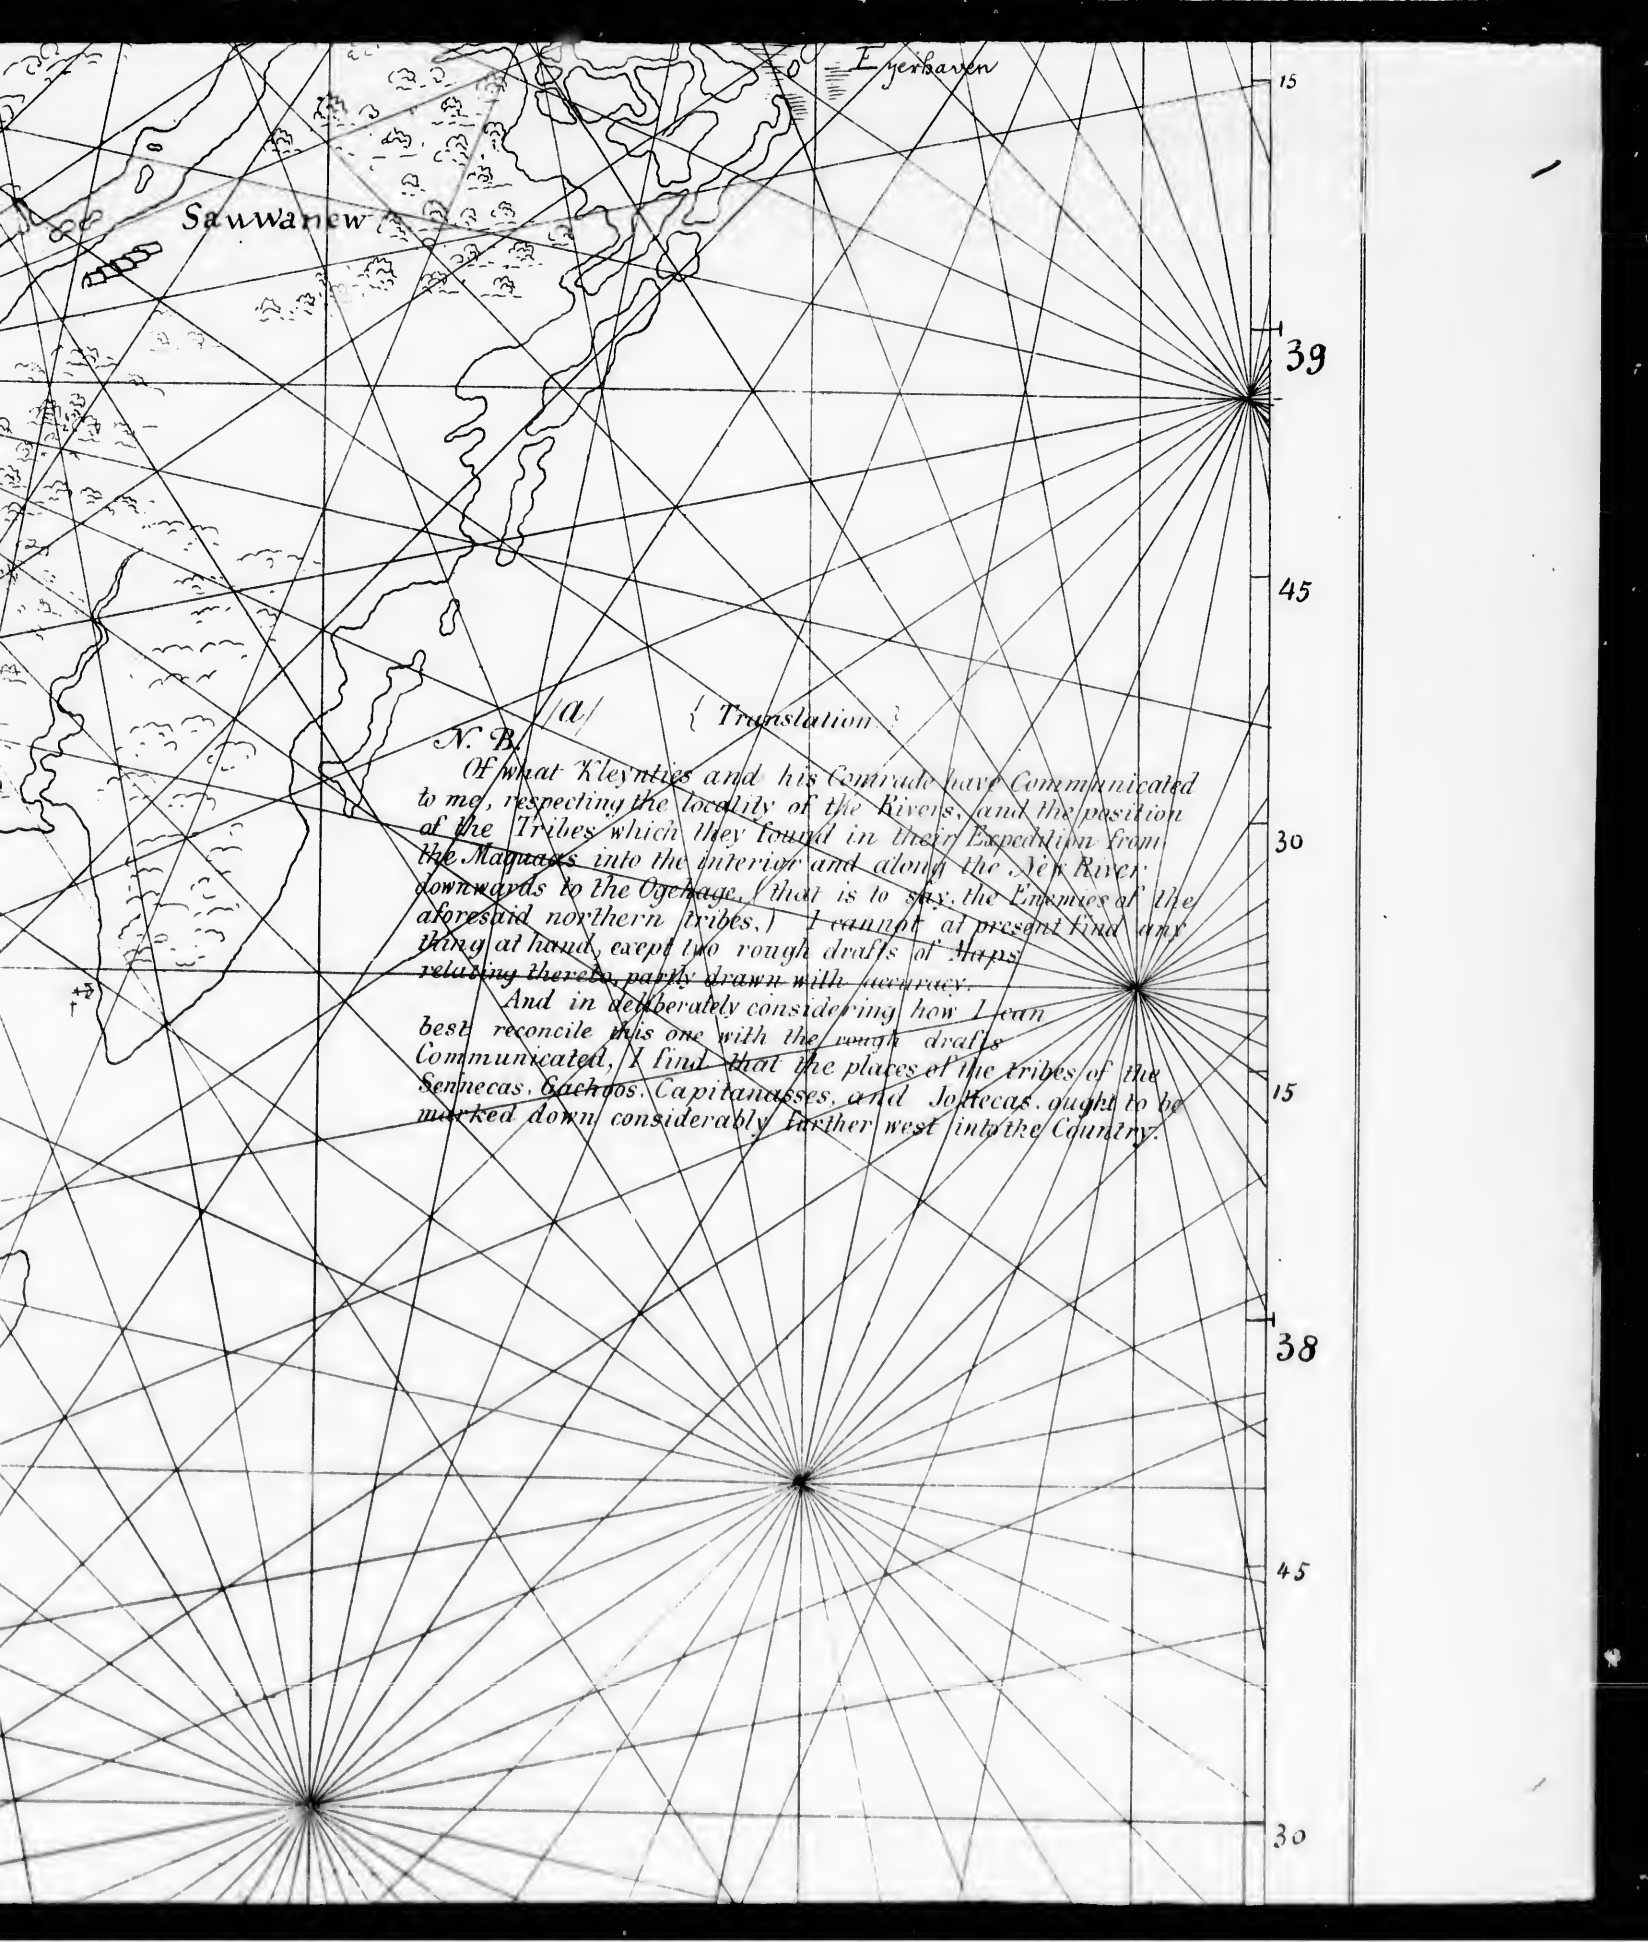 Eyerhaven
15
Sauwanew
39
45
/a/ { Translation. }
N. B.
Of what Kleynties and his Comrade have Communicated
to me, respecting the locality of the Rivers, and the position
of the Tribes which they found in their Expedition from
the Maquaas into the interior and along the New River
downwards to the Ogehage, (that is to say, the Enemies of the
aforesaid northern tribes,) I cannot at present find any
thing at hand, exept two rough drafts of Maps
relating thereto, partly drawn with accuracy.
And in deliberately considering how I can
best reconcile this one with the rough drafts
Communicated, I find that the places of the tribes of the
Sennecas, Gachoos, Capitanasses, and Jottecas, ought to be
marked down considerably further west into the Country.
30
15
38
45
30